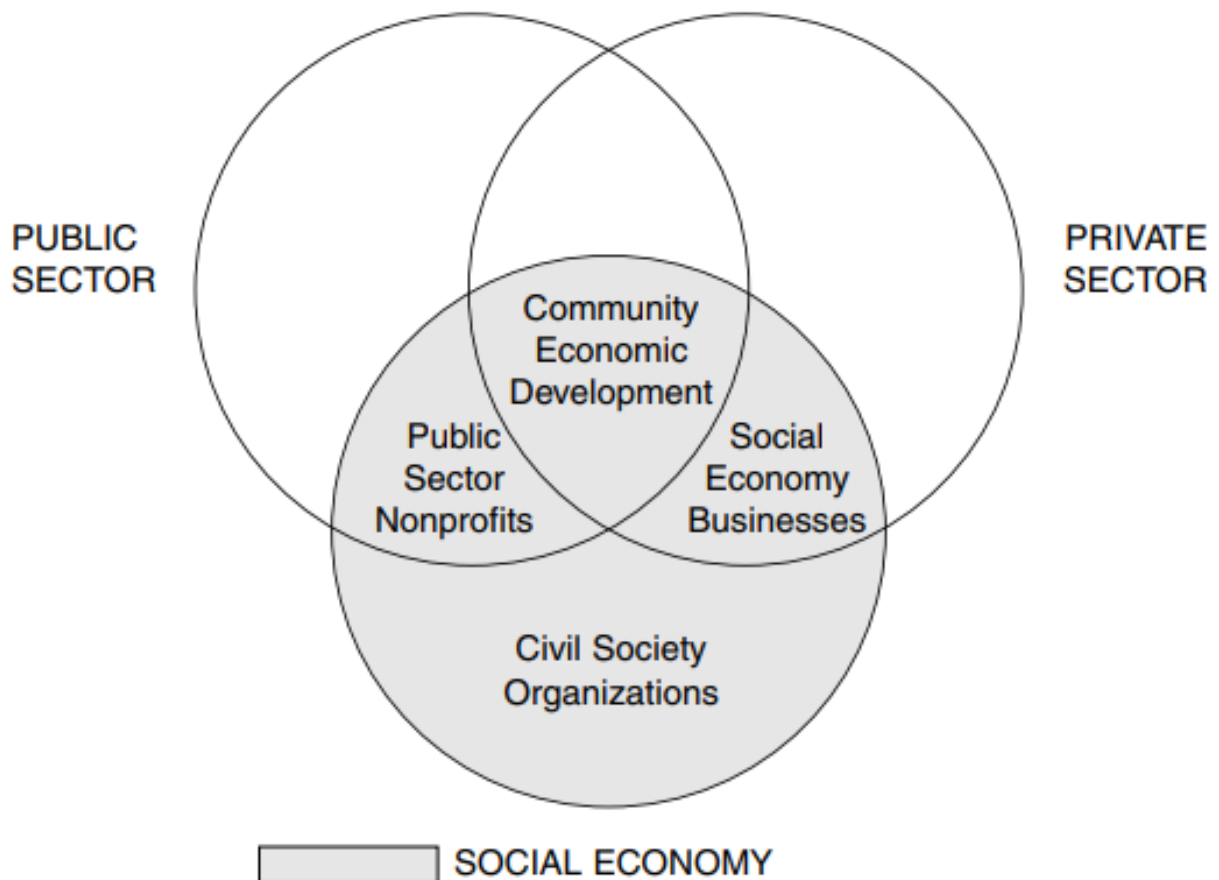 PUBLIC
SECTOR
PRIVATE
SECTOR
Community
Economic
Development
Public
Sector
Nonprofits
Social
Economy
Businesses
Civil Society
Organizations
SOCIAL ECONOMY